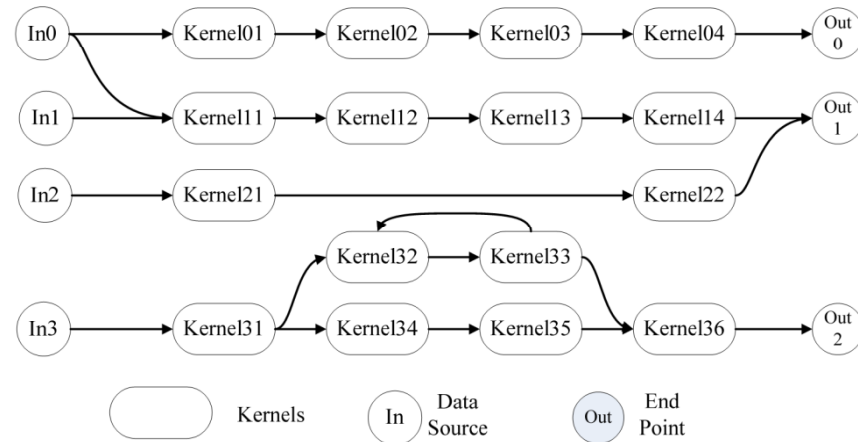 In0 Kernel01 Kernel02 Kernel03 Kernel04 Out 0
In1 Kernel11 Kernel12 Kernel13 Kernel14 Out 1
In2 Kernel21 Kernel22
Kernel32 Kernel33
In3 Kernel31 Kernel34 Kernel35 Kernel36 Out 2
Kernels In Data Source Out End Point